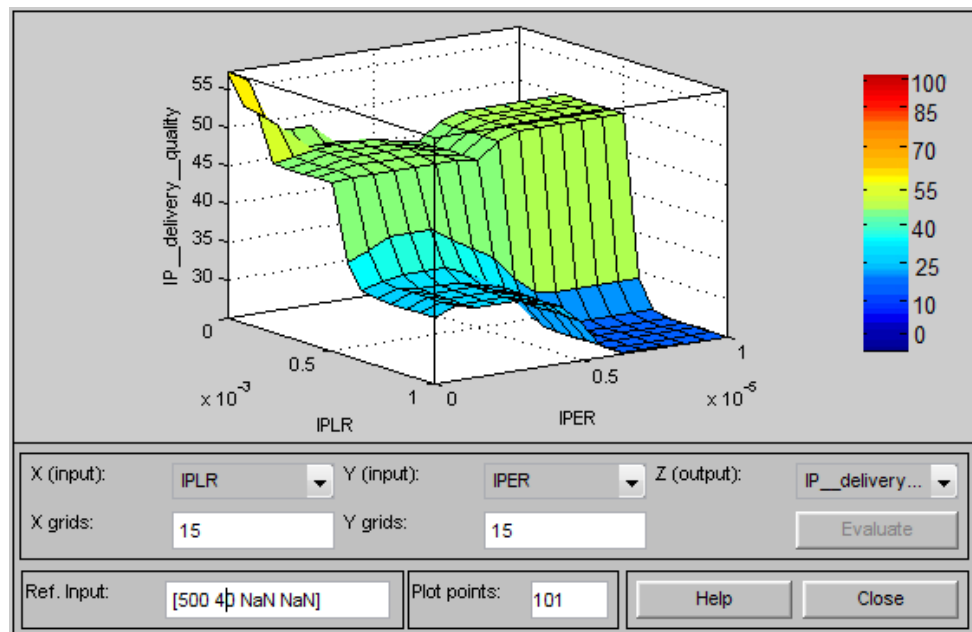 IP__delivery__quality
55
50
45
40
35
30
0
0.5
1
x 10⁻³
IPLR
0
0.5
1
x 10⁻⁵
IPER
100
85
70
55
40
25
10
0
X (input):
IPLR
Y (input):
IPER
Z (output):
IP__delivery...
X grids:
15
Y grids:
15
Evaluate
Ref. Input:
[500 40 NaN NaN]
Plot points:
101
Help
Close